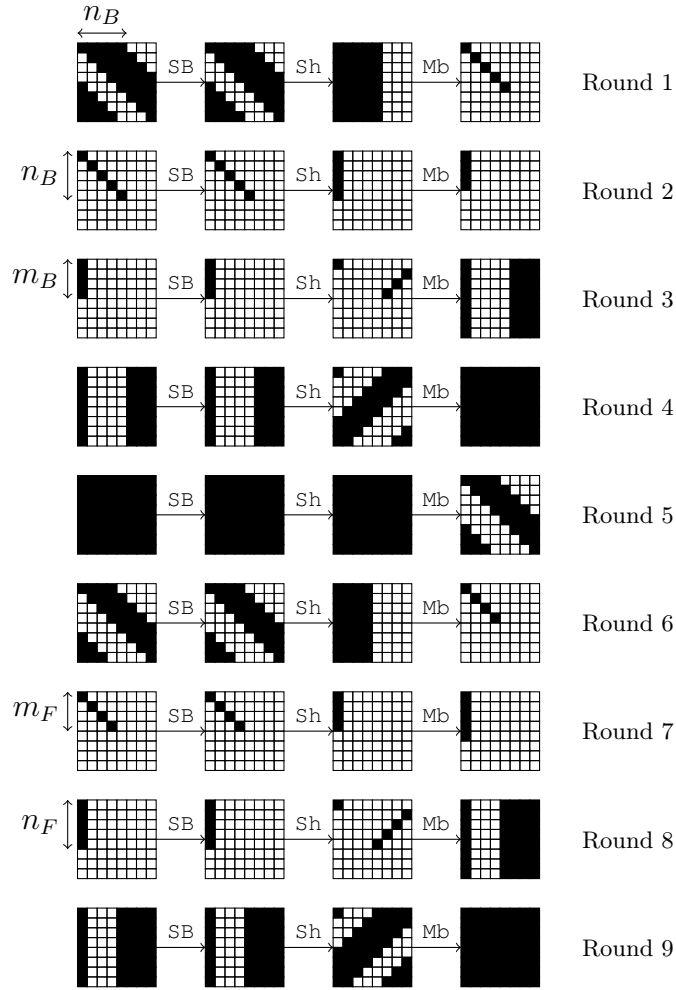 n_B
SB Sh Mb Round 1
n_B SB Sh Mb Round 2
m_B SB Sh Mb Round 3
SB Sh Mb Round 4
SB Sh Mb Round 5
SB Sh Mb Round 6
m_F SB Sh Mb Round 7
n_F SB Sh Mb Round 8
SB Sh Mb Round 9